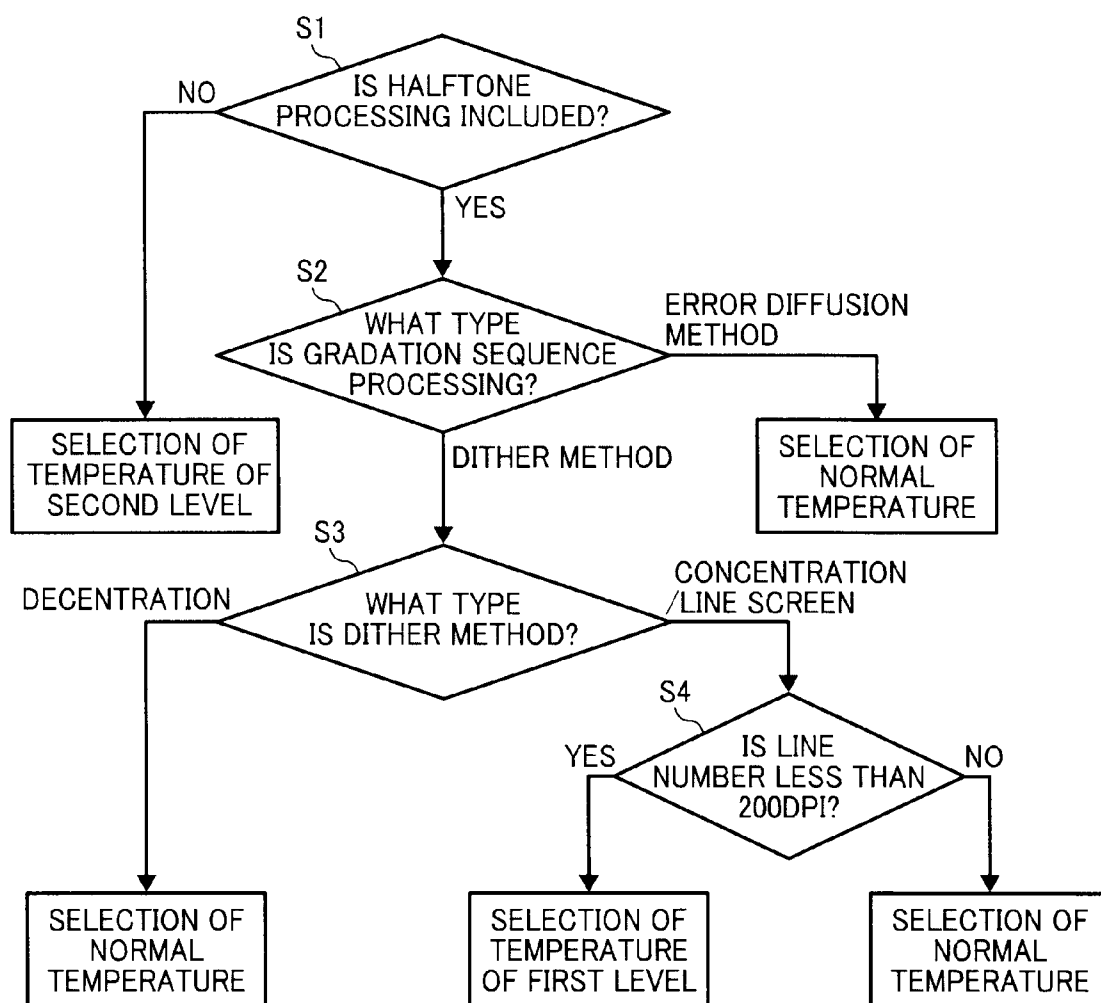 S1
IS HALFTONE
PROCESSING INCLUDED?
NO
YES
S2
WHAT TYPE
IS GRADATION SEQUENCE
PROCESSING?
ERROR DIFFUSION
METHOD
SELECTION OF
TEMPERATURE OF
SECOND LEVEL
DITHER METHOD
SELECTION OF
NORMAL
TEMPERATURE
S3
DECENTRATION
WHAT TYPE
IS DITHER METHOD?
CONCENTRATION
/LINE SCREEN
S4
YES
IS LINE
NUMBER LESS THAN
200DPI?
NO
SELECTION OF
NORMAL
TEMPERATURE
SELECTION OF
TEMPERATURE
OF FIRST LEVEL
SELECTION OF
NORMAL
TEMPERATURE